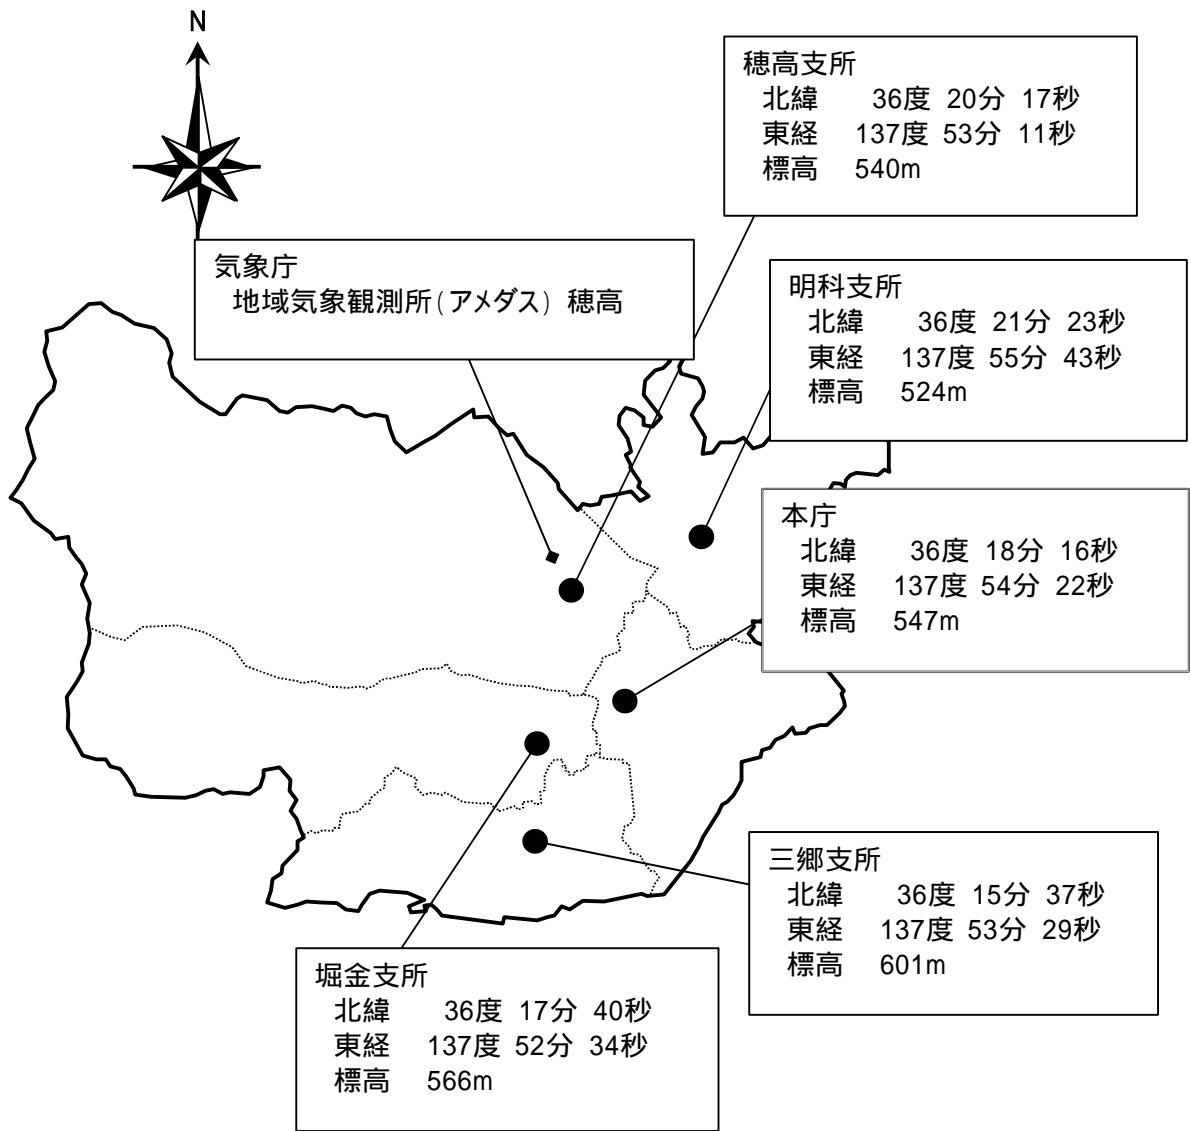 N
穂高支所
北緯 36度 20分 17秒
東経 137度 53分 11秒
標高 540m
気象庁
地域気象観測所(アメダス) 穂高
明科支所
北緯 36度 21分 23秒
東経 137度 55分 43秒
標高 524m
本庁
北緯 36度 18分 16秒
東経 137度 54分 22秒
標高 547m
三郷支所
北緯 36度 15分 37秒
東経 137度 53分 29秒
標高 601m
堀金支所
北緯 36度 17分 40秒
東経 137度 52分 34秒
標高 566m